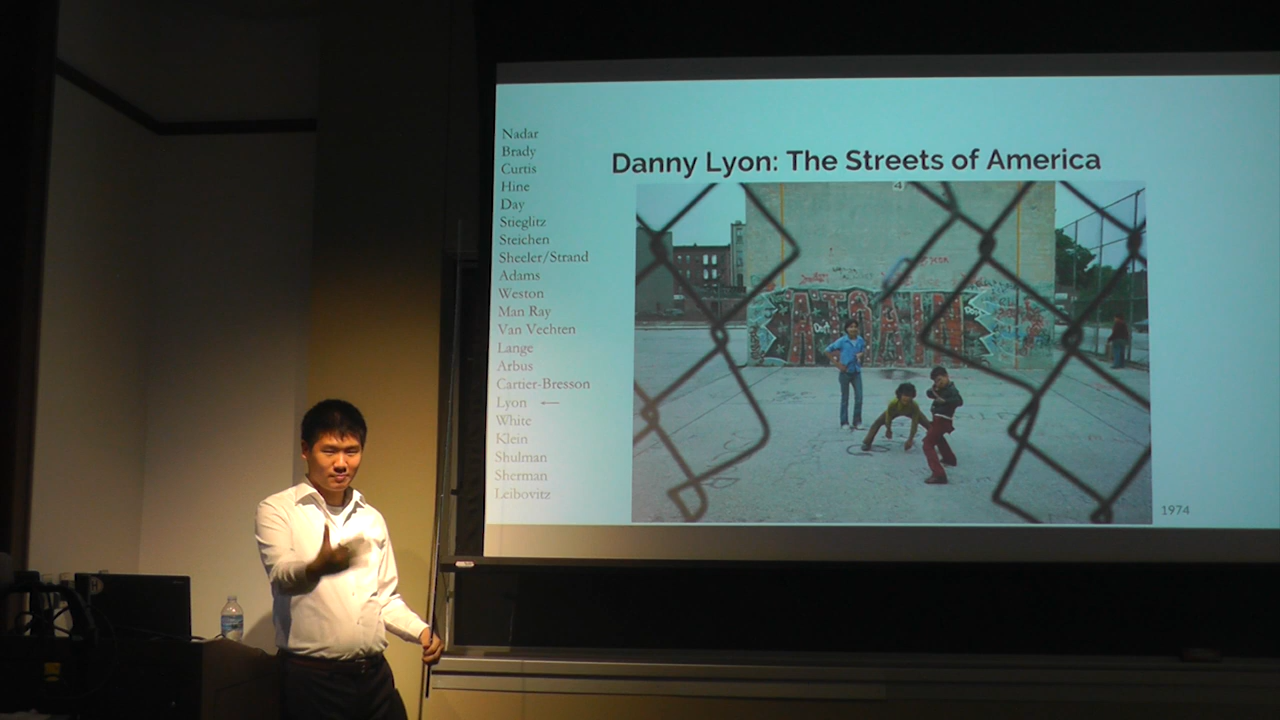 Danny Lyon: The Streets of America
Nadar
Brady
Curtis
Hine
Day
Stieglitz
Steichen
Sheeler/Strand
Adams
Weston
Man Ray
Van Vechten
Lange
Arbus
Cartier-Bresson
Lyon ←
White
Klein
Shulman
Sherman
Leibovitz
4
1974